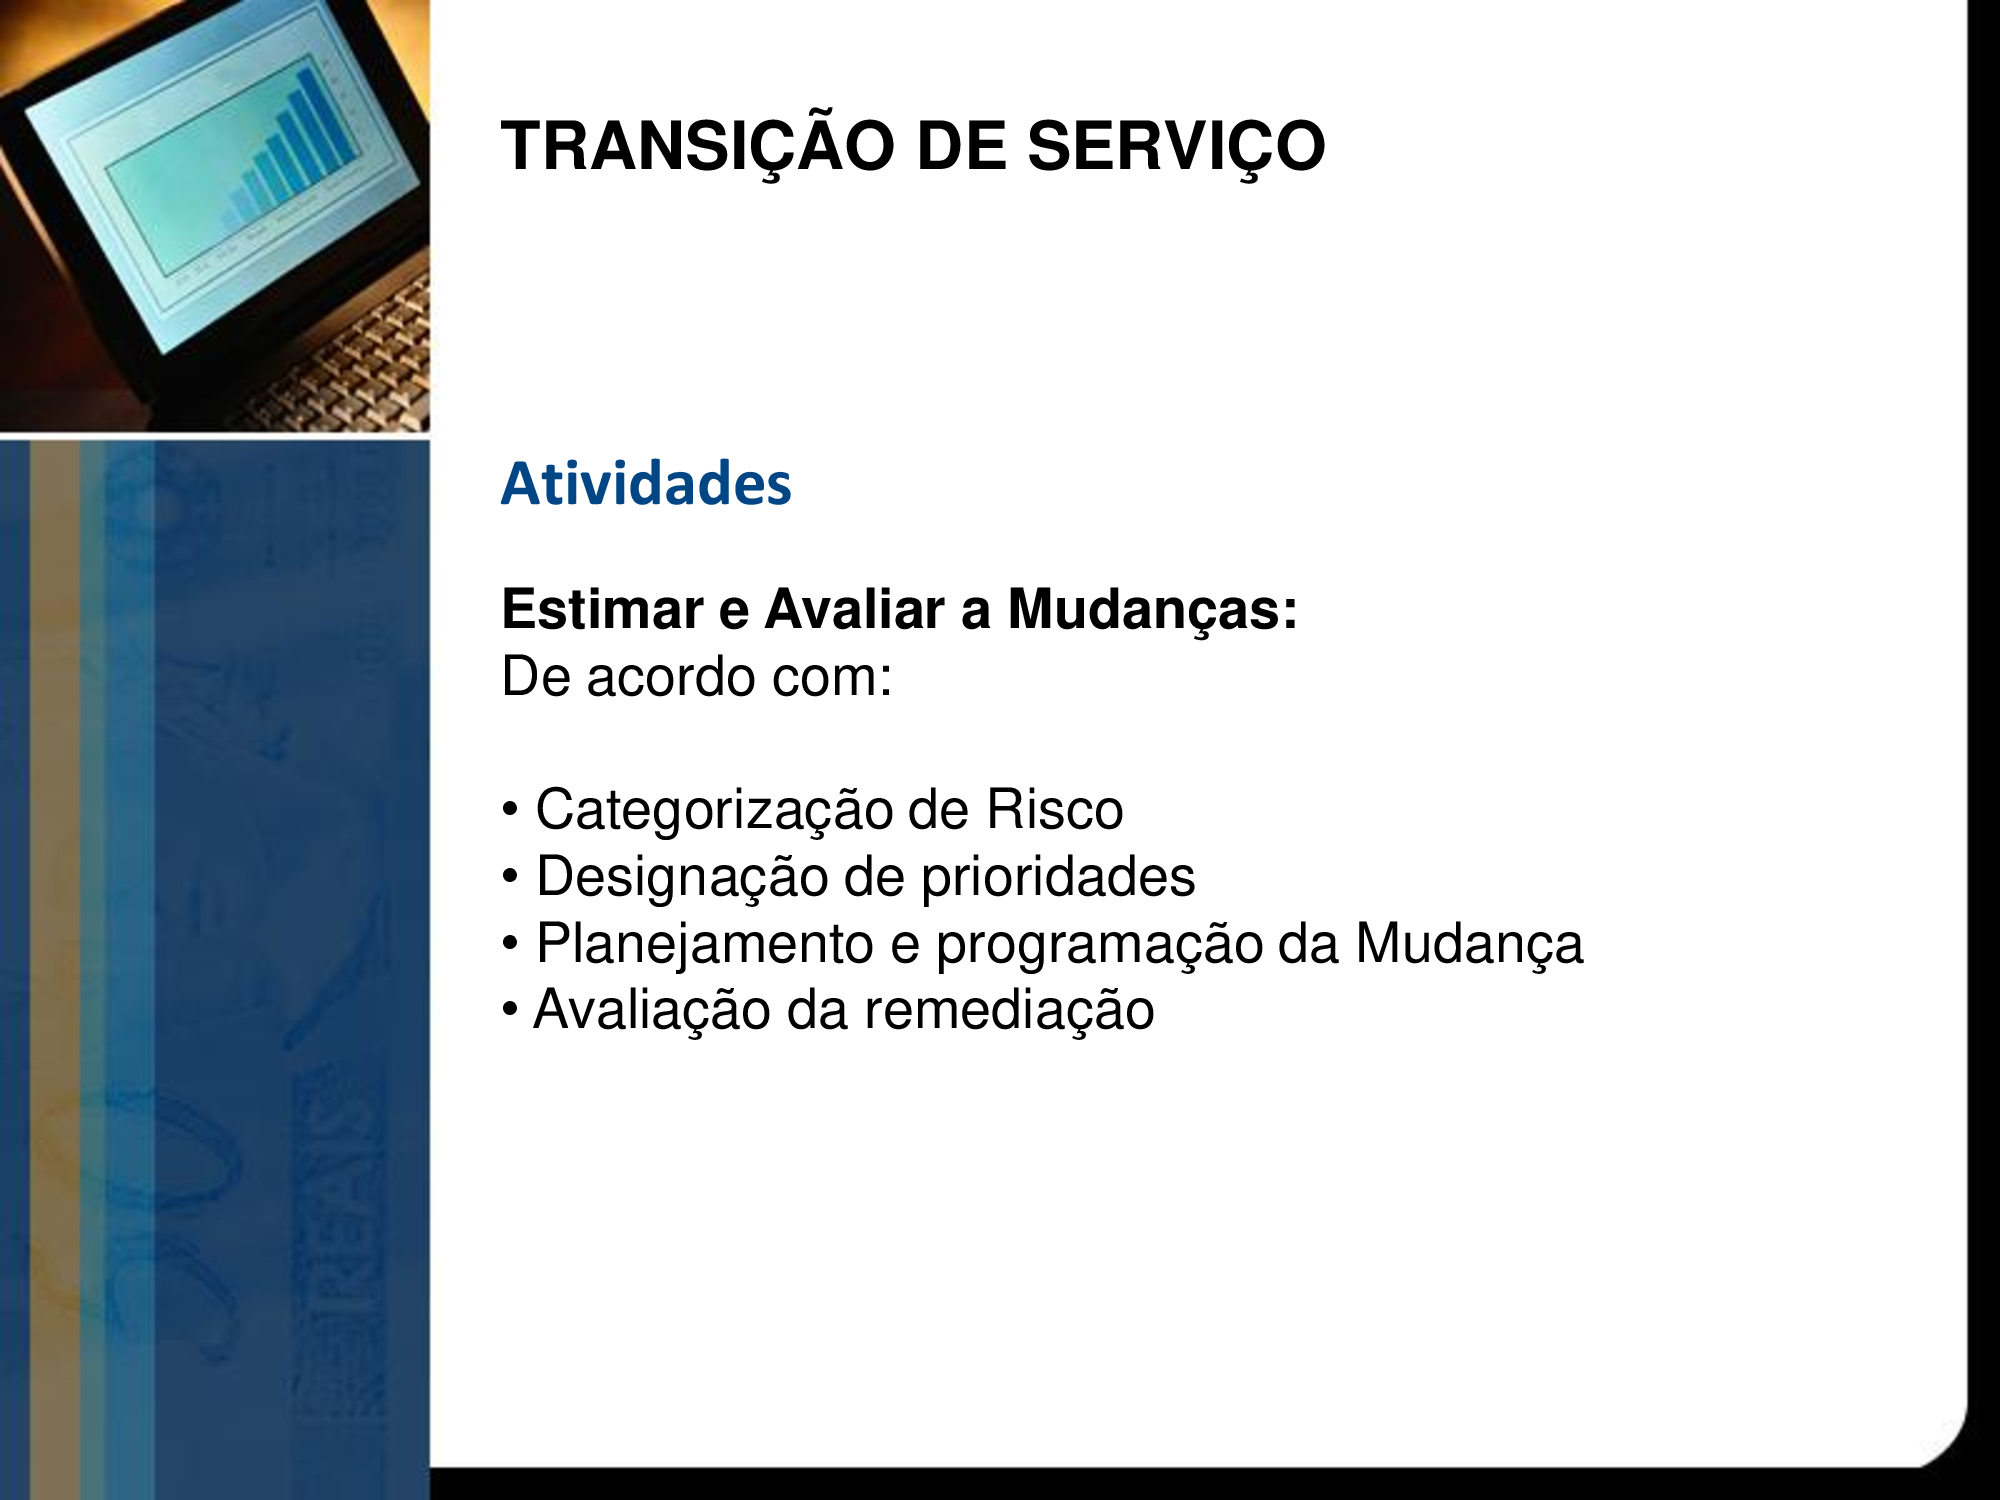 TRANSIÇÃO DE SERVIÇO
Atividades
Estimar e Avaliar a Mudanças:
De acordo com:
• Categorização de Risco
• Designação de prioridades
• Planejamento e programação da Mudança
• Avaliação da remediação
REAIS